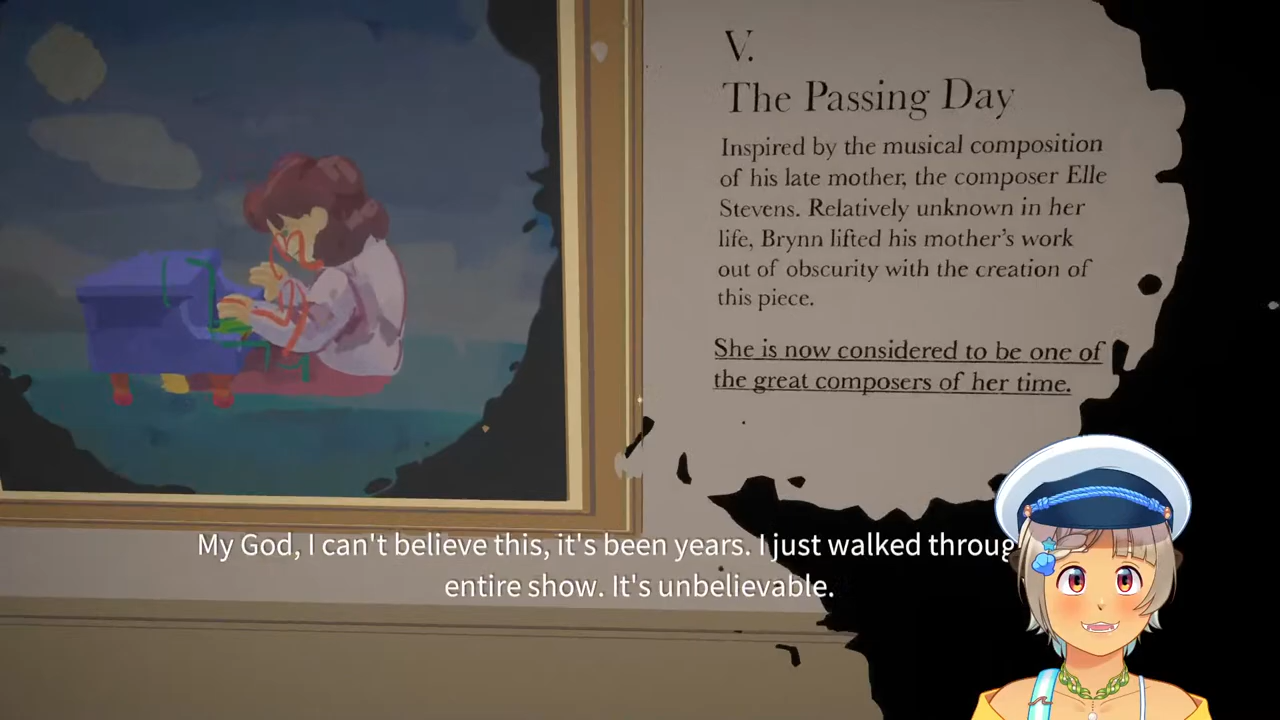 V.
The Passing Day
Inspired by the musical composition
of his late mother, the composer Elle
Stevens. Relatively unknown in her
life, Brynn lifted his mother's work
out of obscurity with the creation of
this piece.
She is now considered to be one of
the great composers of her time.
My God, I can't believe this, it's been years. I just walked
entire show. It's unbelievable.